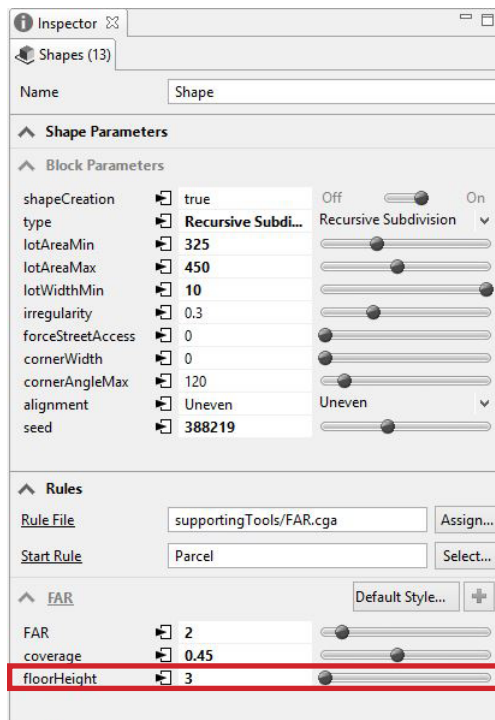 Inspector
Shapes (13)
Name Shape
Shape Parameters
Block Parameters
shapeCreation true Off On
type Recursive Subdi... Recursive Subdivision
lotAreaMin 325
lotAreaMax 450
lotWidthMin 10
irregularity 0.3
forceStreetAccess 0
cornerWidth 0
cornerAngleMax 120
alignment Uneven Uneven
seed 388219
Rules
Rule File supportingTools/FAR.cga Assign...
Start Rule Parcel Select...
FAR Default Style...
FAR 2
coverage 0.45
floorHeight 3